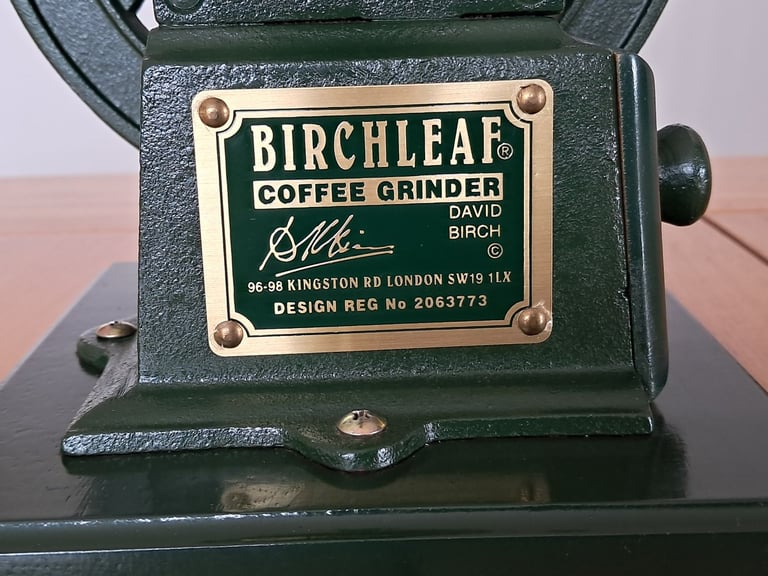 BIRCHLEAF®
COFFEE GRINDER
DAVID
BIRCH
©
96-98 KINGSTON RD LONDON SW19 1LX
DESIGN REG No 2063773